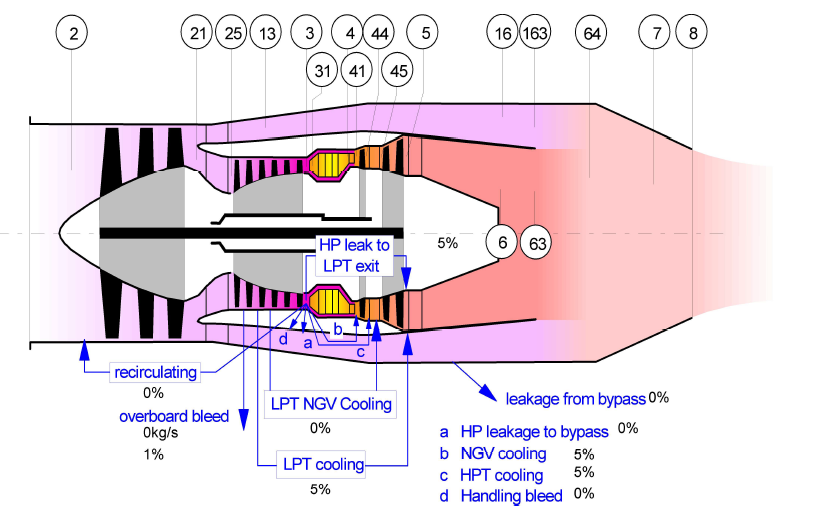 2 21 25 13 3 4 44 5 16 163 64 7 8
31 41 45
5% 6 63
HP leak to
LPT exit
b
d a c
recirculating
0%
leakage from bypass 0%
overboard bleed
0kg/s
1%
LPT NGV Cooling
0%
a HP leakage to bypass 0%
b NGV cooling 5%
c HPT cooling 5%
d Handling bleed 0%
LPT cooling
5%